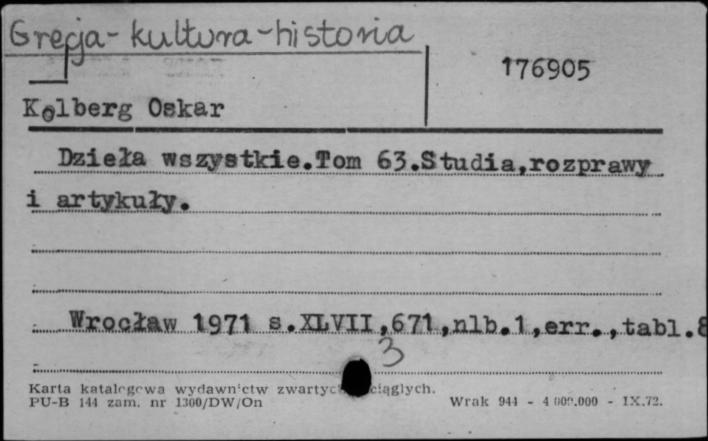 Grecja-kultura-historia
176905
Kolberg Oskar
Dzieła wszystkie.Tom 63.Studia,rozprawy
i artykuły.
Wrocław 1971 s.XLVII,671,nlb.1,err.,tabl.8
3
Karta katalogowa wydawnictw zwartych ciągłych.
PU-B 144 zam. nr 1300/DW/On
Wrak 944 - 4 000.000 - IX.72.